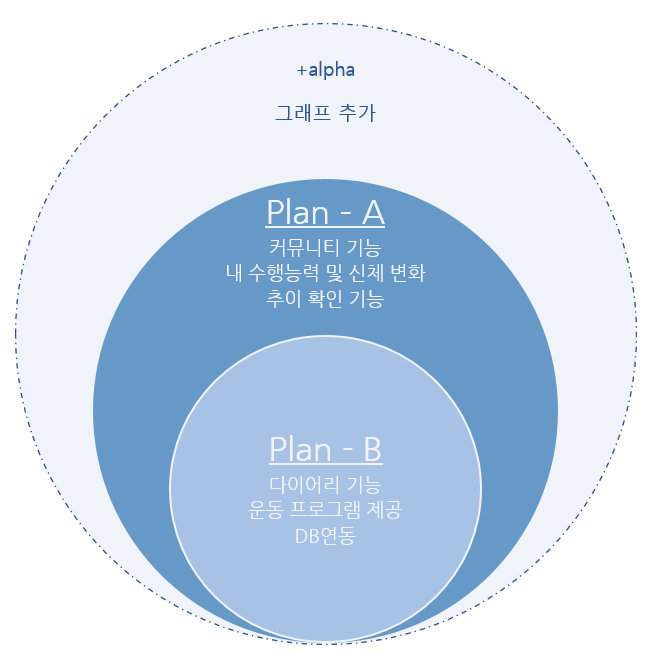 +alpha
그래프 추가
Plan - A
커뮤니티 기능
내 수행능력 및 신체 변화
추이 확인 기능
Plan - B
다이어리 기능
운동 프로그램 제공
DB연동